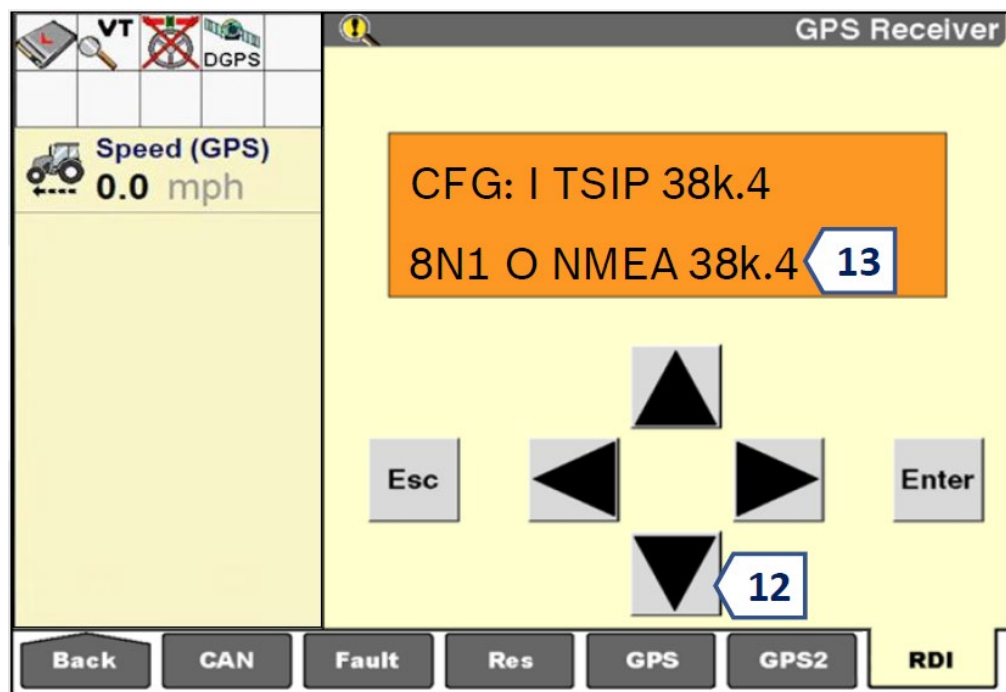 VT
DGPS
GPS Receiver
L
Speed (GPS)
0.0 mph
CFG: I TSIP 38k.4
8N1 O NMEA 38k.4
13
Esc
Enter
12
Back
CAN
Fault
Res
GPS
GPS2
RDI